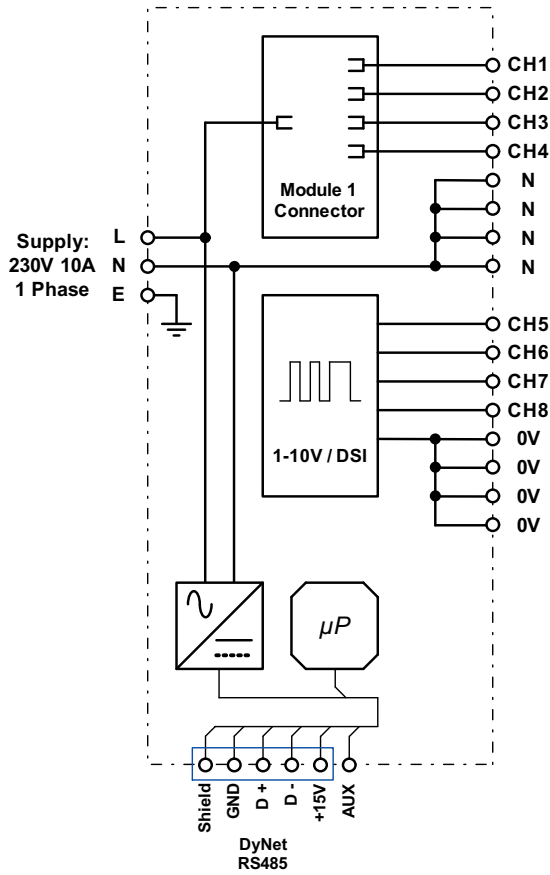 CH1
CH2
CH3
CH4
Module 1
Connector
N
N
N
N
Supply:
230V 10A
1 Phase
L
N
E
CH5
CH6
CH7
CH8
1-10V / DSI
0V
0V
0V
0V
µP
Shield
GND
D +
D -
+15V
AUX
DyNet
RS485